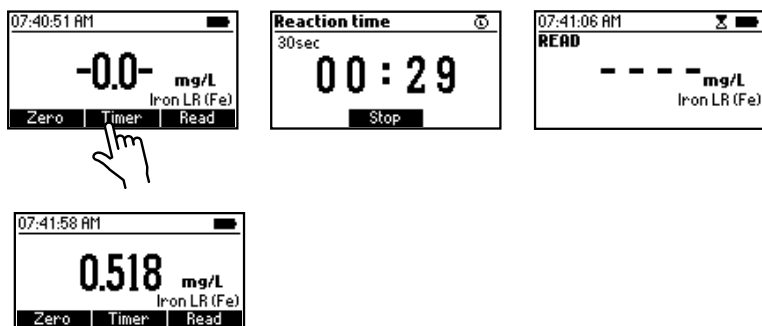 07:40:51 AM
-0.0- mg/L
Iron LR (Fe)
Zero Timer Read
Reaction time
30sec
00:29
Stop
07:41:06 AM
READ
---- mg/L
Iron LR (Fe)
07:41:58 AM
0.518 mg/L
Iron LR (Fe)
Zero Timer Read